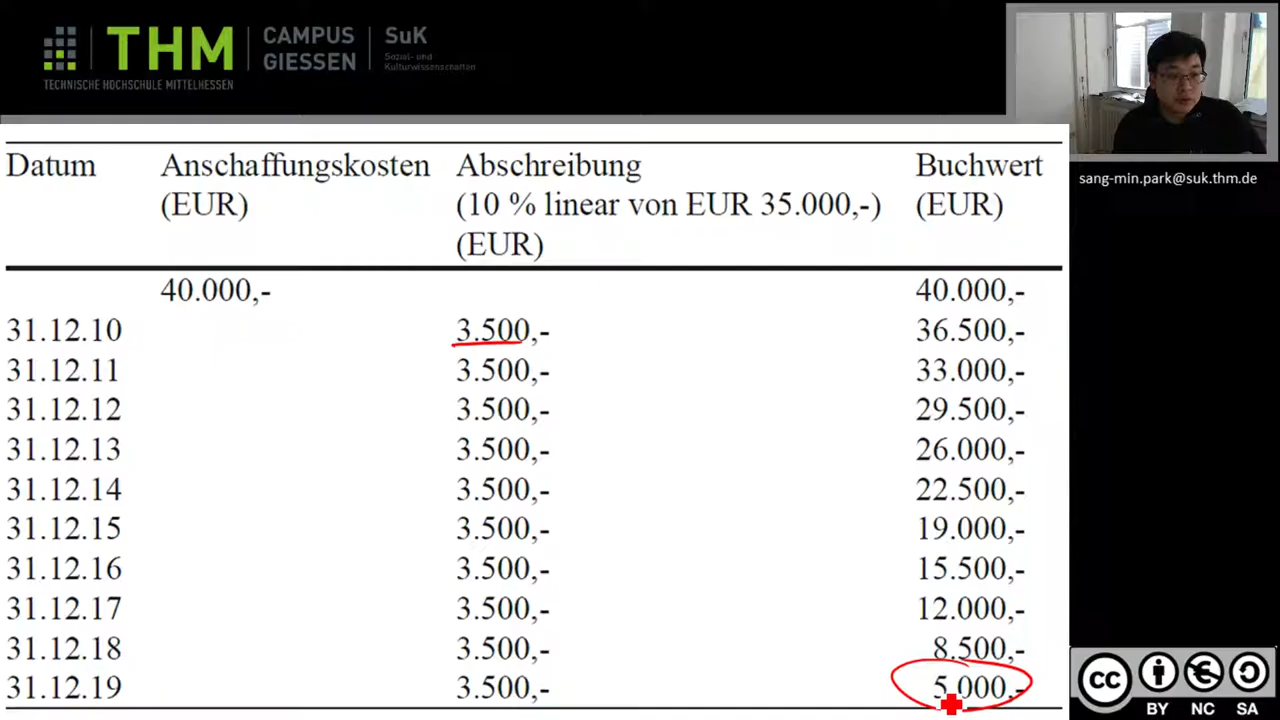 THM
TECHNISCHE HOCHSCHULE MITTELHESSEN
CAMPUS
GIESSEN
SuK
Sozial- und
Kulturwissenschaften
sang-min.park@suk.thm.de
Datum Anschaffungskosten Abschreibung Buchwert
(EUR) (10 % linear von EUR 35.000,-) (EUR)
(EUR)
40.000,- 40.000,-
31.12.10 3.500,- 36.500,-
31.12.11 3.500,- 33.000,-
31.12.12 3.500,- 29.500,-
31.12.13 3.500,- 26.000,-
31.12.14 3.500,- 22.500,-
31.12.15 3.500,- 19.000,-
31.12.16 3.500,- 15.500,-
31.12.17 3.500,- 12.000,-
31.12.18 3.500,- 8.500,-
31.12.19 3.500,- 5.000,-
cc
BY NC SA